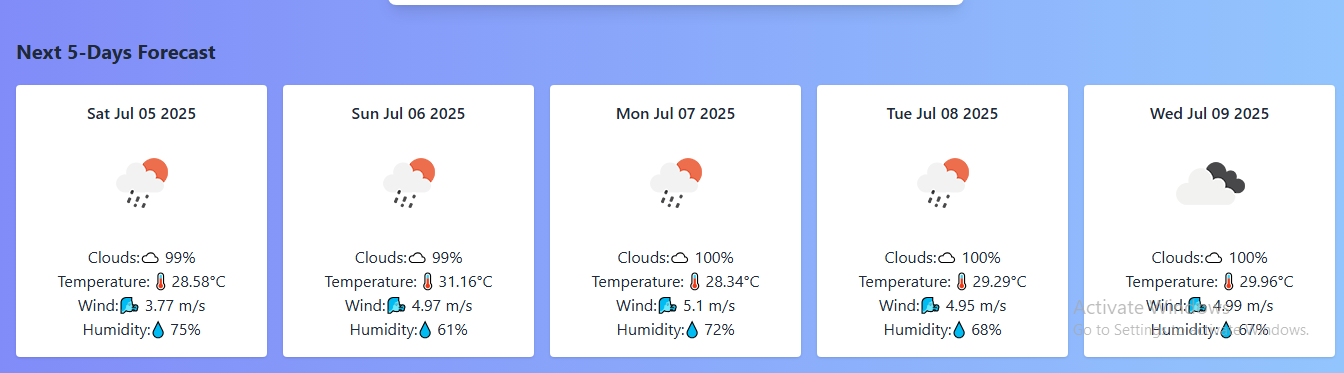 Next 5-Days Forecast
Sat Jul 05 2025
Clouds: 99%
Temperature: 28.58°C
Wind: 3.77 m/s
Humidity: 75%
Sun Jul 06 2025
Clouds: 99%
Temperature: 31.16°C
Wind: 4.97 m/s
Humidity: 61%
Mon Jul 07 2025
Clouds: 100%
Temperature: 28.34°C
Wind: 5.1 m/s
Humidity: 72%
Tue Jul 08 2025
Clouds: 100%
Temperature: 29.29°C
Wind: 4.95 m/s
Humidity: 68%
Wed Jul 09 2025
Clouds: 100%
Temperature: 29.96°C
Wind: 4.99 m/s
Humidity: 67%
Activate Windows
Go to Settings to activate Windows.